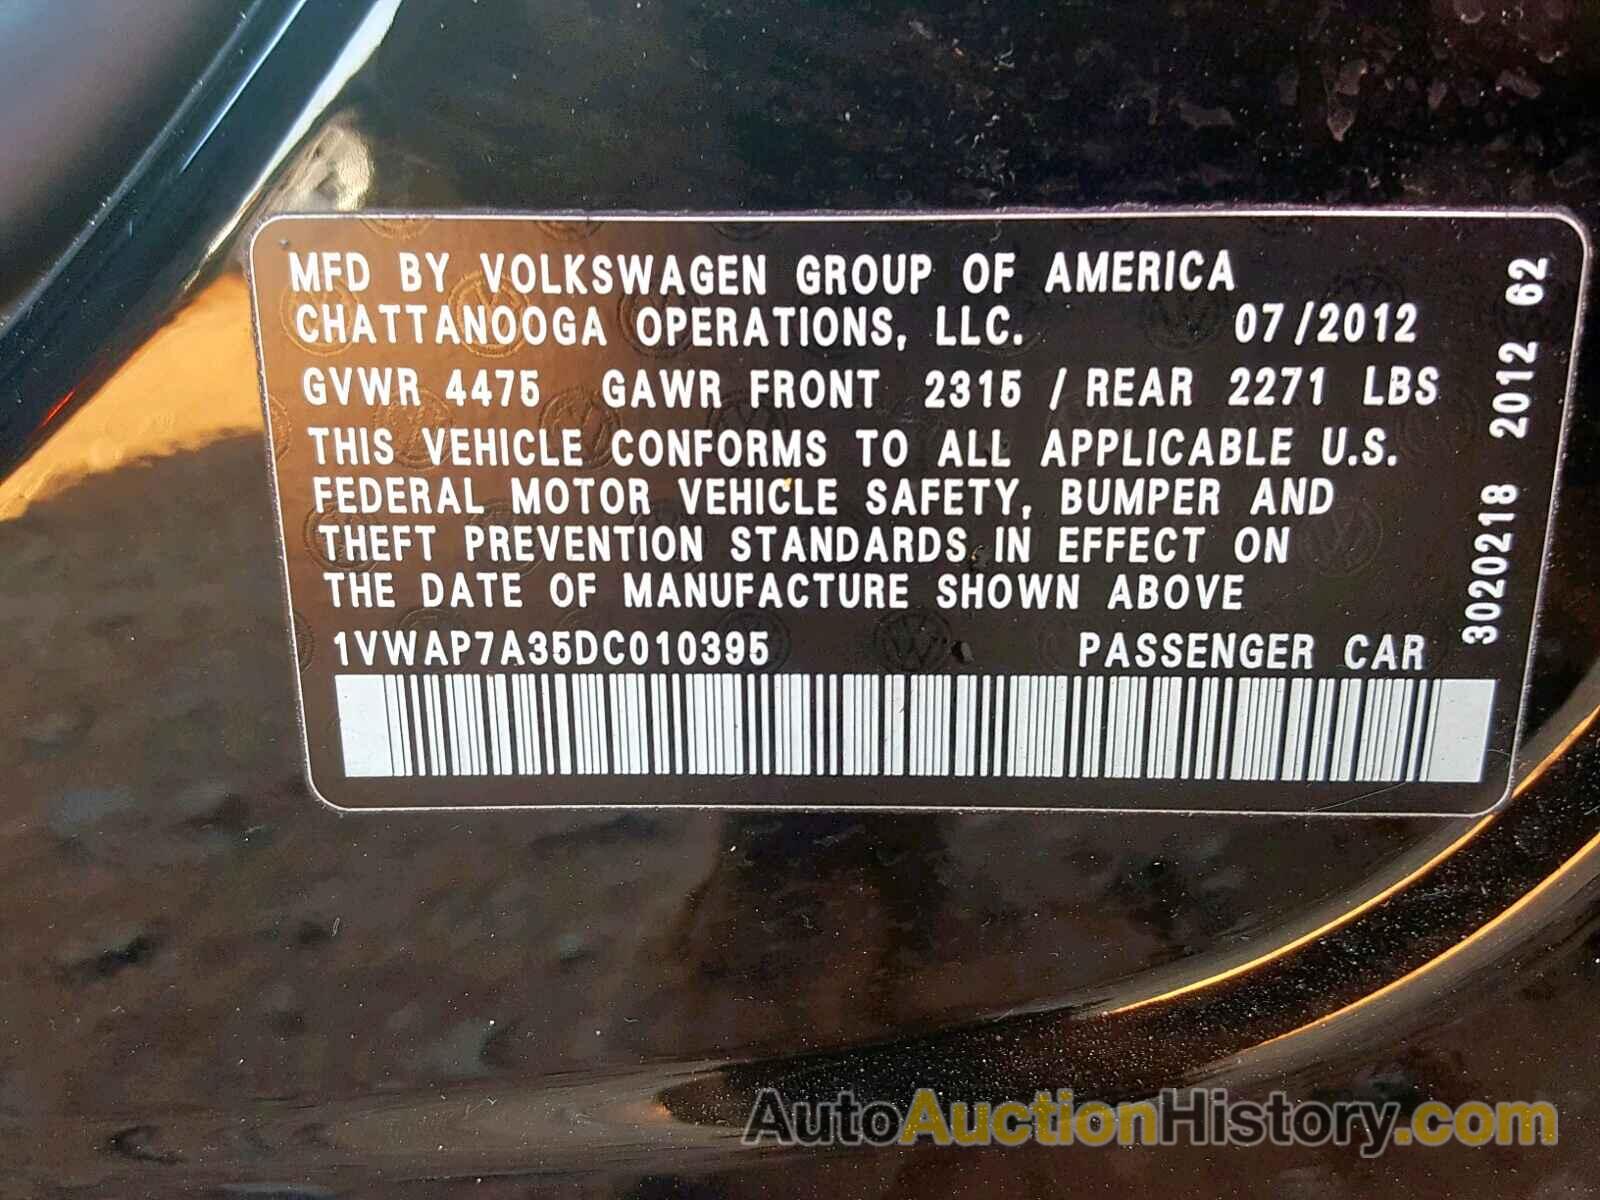 MFD BY VOLKSWAGEN GROUP OF AMERICA
CHATTANOOGA OPERATIONS, LLC. 07/2012
GVWR 4475 GAWR FRONT 2315 / REAR 2271 LBS
THIS VEHICLE CONFORMS TO ALL APPLICABLE U.S.
FEDERAL MOTOR VEHICLE SAFETY, BUMPER AND
THEFT PREVENTION STANDARDS IN EFFECT ON
THE DATE OF MANUFACTURE SHOWN ABOVE
1VWAP7A35DC010395 PASSENGER CAR
3020218 2012 62
AutoAuctionHistory.com